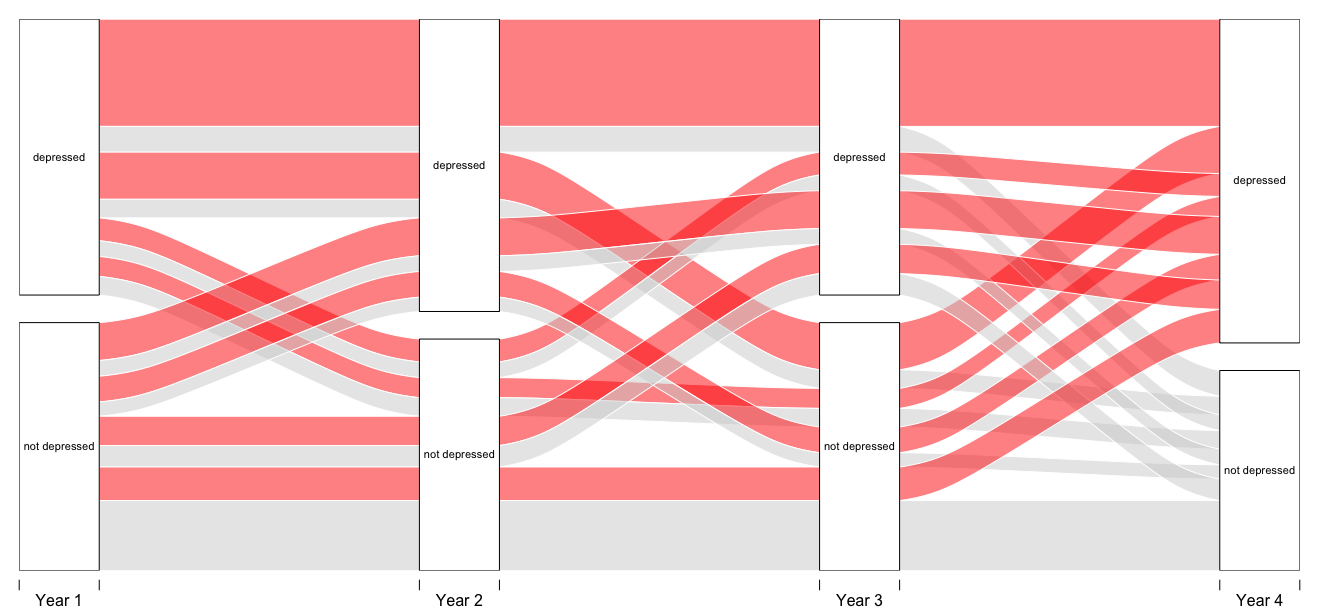 depressed
not depressed
depressed
not depressed
depressed
not depressed
depressed
not depressed
Year 1
Year 2
Year 3
Year 4